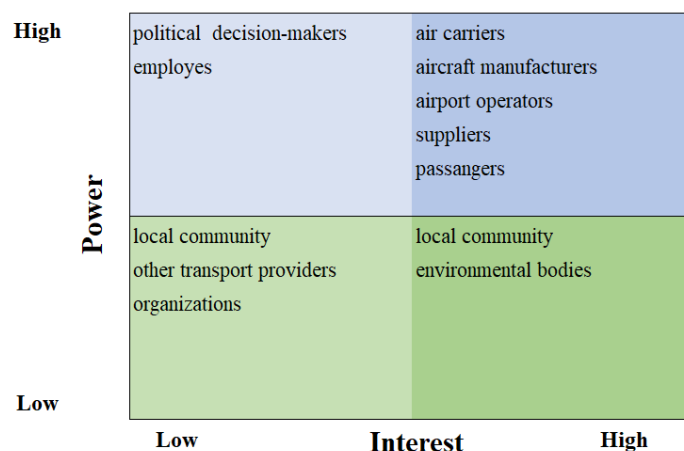 High
political decision-makers
employes
air carriers
aircraft manufacturers
airport operators
suppliers
passangers
Power
local community
other transport providers
organizations
local community
environmental bodies
Low
Low
Interest
High